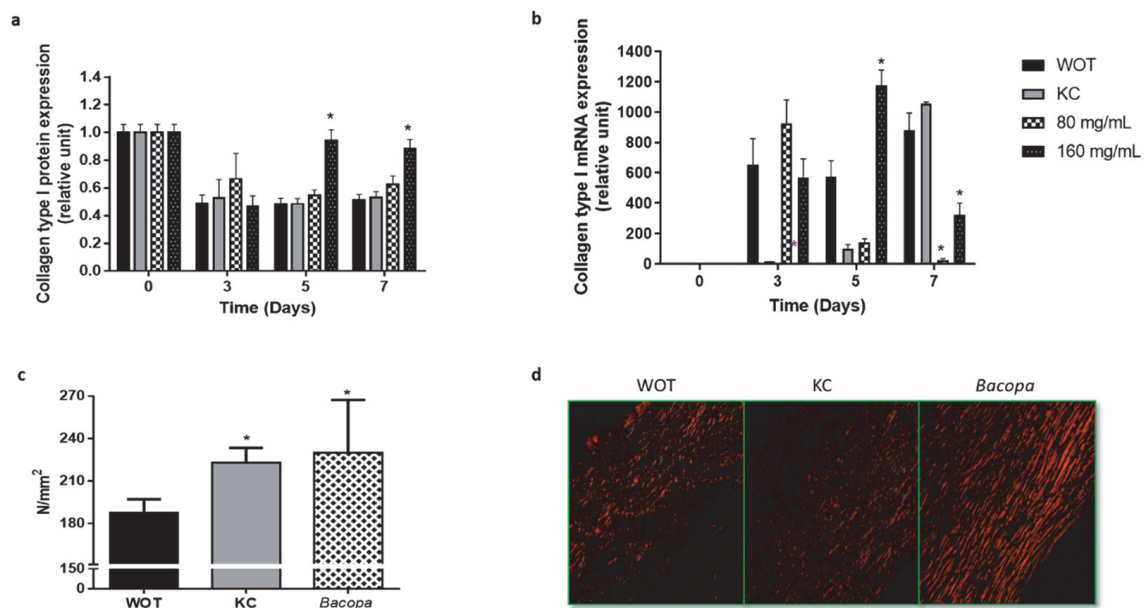 a
Collagen type I protein expression
(relative unit)
1.4
1.2
1.0
0.8
0.6
0.4
0.2
0.0
*
*
0
3
5
7
Time (Days)
b
Collagen type I mRNA expression
(relative unit)
1400
1200
1000
800
600
400
200
0
*
*
*
*
0
3
5
7
Time (Days)
WOT
KC
80 mg/mL
160 mg/mL
c
N/mm²
270
240
210
180
150
0
*
*
WOT
KC
Bacopa
d
WOT
KC
Bacopa